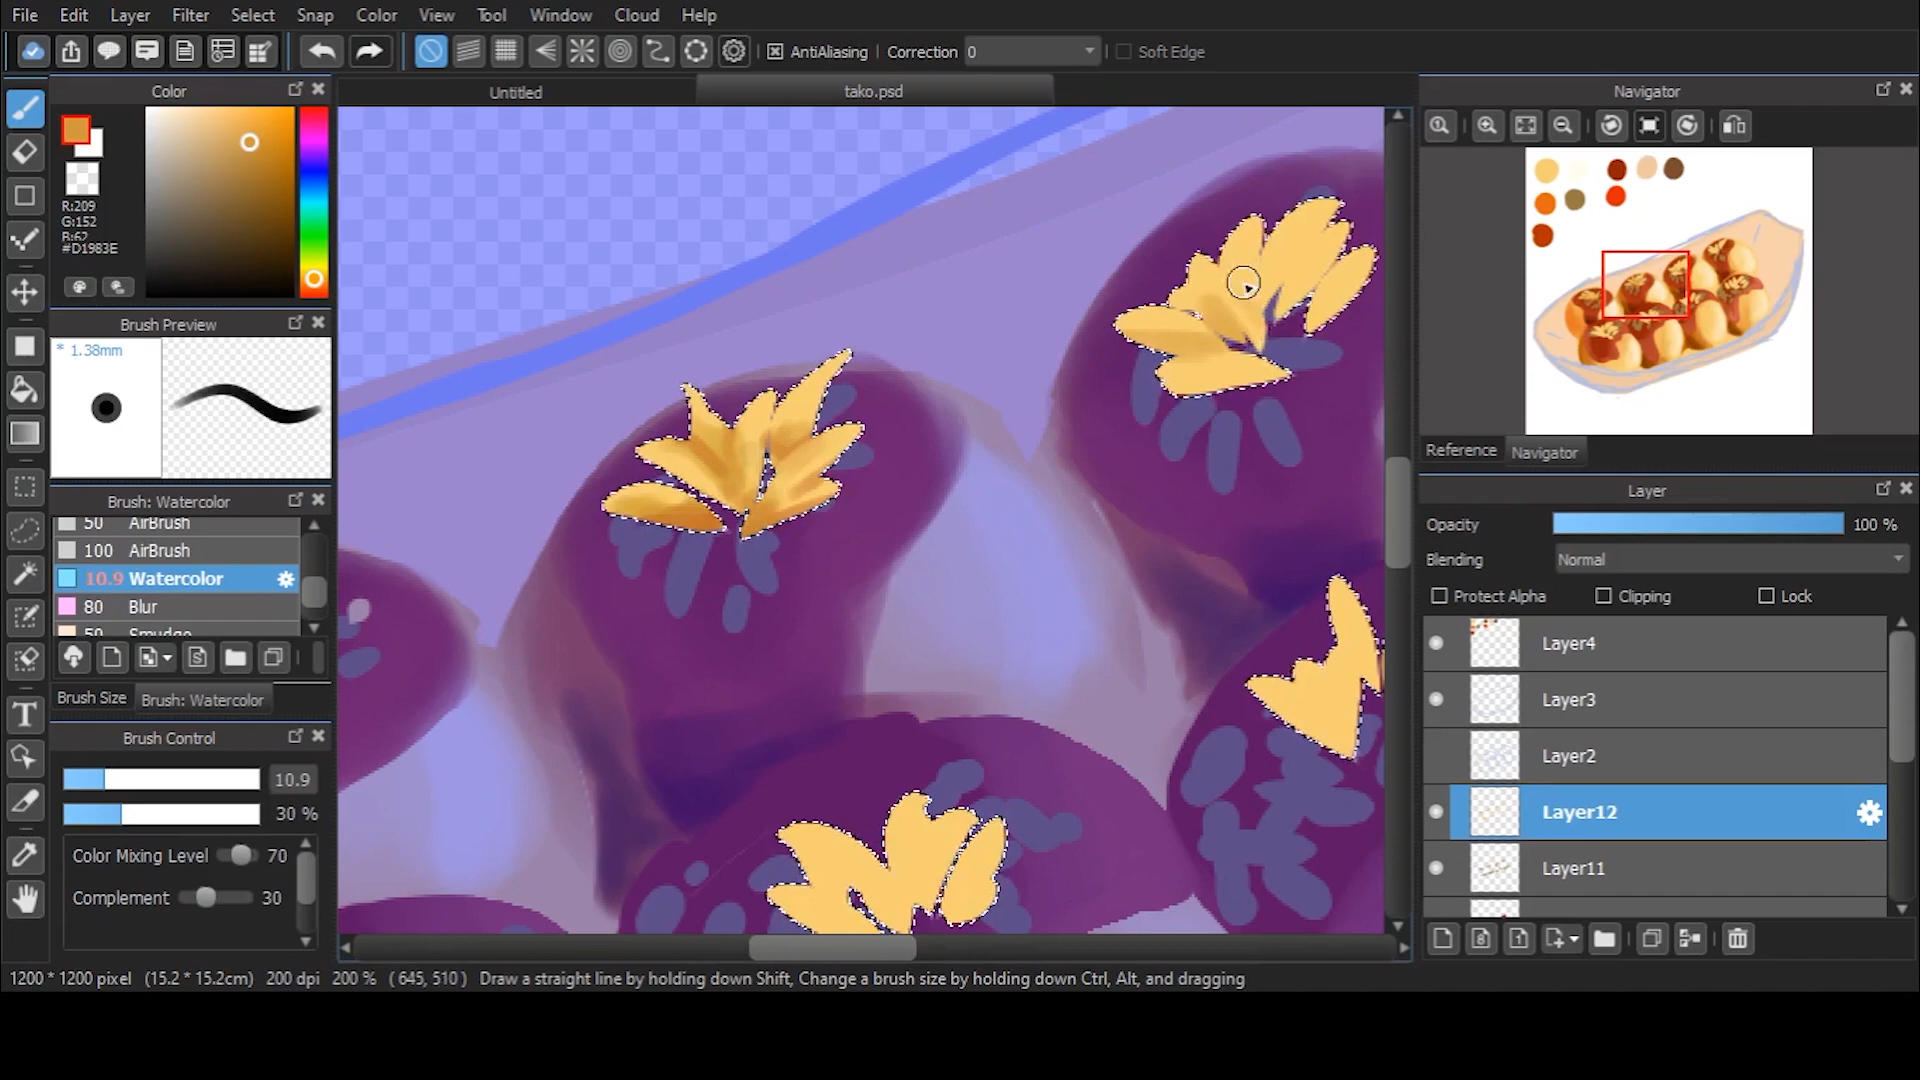 File Edit Layer Filter Select Snap Color View Tool Window Cloud Help
AntiAliasing Correction 0 Soft Edge
Color
R:209
G:152
B:62
#D1983E
Brush Preview
* 1.38mm
Brush: Watercolor
50 AirBrush
100 AirBrush
10.9 Watercolor
80 Blur
50 Smudge
Brush Size Brush: Watercolor
Brush Control
10.9
30 %
Color Mixing Level 70
Complement 30
Untitled tako.psd
Navigator
Reference Navigator
Layer
Opacity 100 %
Blending Normal
Protect Alpha Clipping Lock
Layer4
Layer3
Layer2
Layer12
Layer11
1200 * 1200 pixel (15.2 * 15.2cm) 200 dpi 200 % ( 645, 510 ) Draw a straight line by holding down Shift, Change a brush size by holding down Ctrl, Alt, and dragging